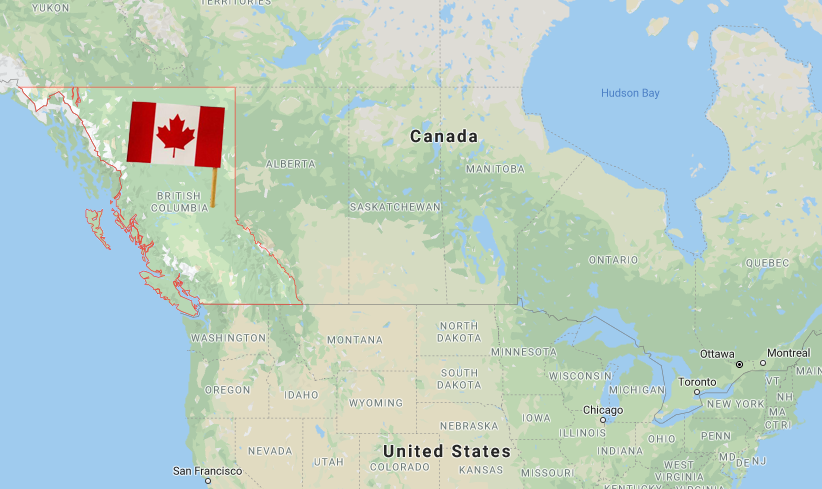 YUKON
TERRITORIES
Hudson Bay
Canada
ALBERTA
MANITOBA
BRITISH
COLUMBIA
SASKATCHEWAN
ONTARIO
QUEBEC
WASHINGTON
MONTANA
NORTH
DAKOTA
MINNESOTA
Ottawa
Montreal
SOUTH
DAKOTA
WISCONSIN
MICHIGAN
Toronto
VT
MAIN
OREGON
IDAHO
WYOMING
NEW YORK
NH
MA
CT RI
Chicago
IOWA
NEBRASKA
ILLINOIS
OHIO
PENN
United States
NEVADA
UTAH
COLORADO
KANSAS
MISSOURI
INDIANA
MD
DE
NJ
WEST
VIRGINIA
San Francisco
KENTUCKY
VIRGINIA